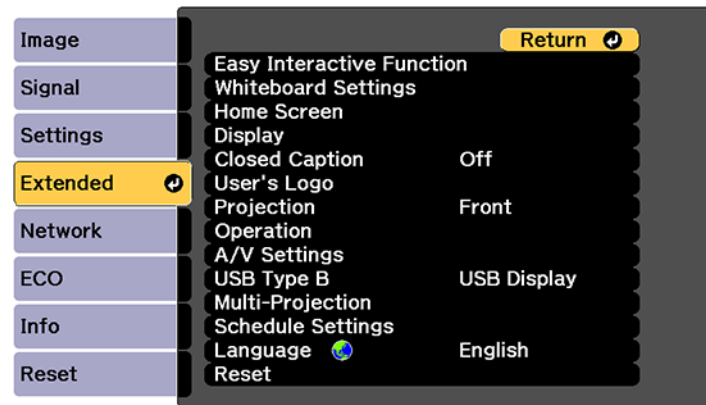 Image
Signal
Settings
Extended
Network
ECO
Info
Reset
Return
Easy Interactive Function
Whiteboard Settings
Home Screen
Display
Closed Caption Off
User's Logo
Projection Front
Operation
A/V Settings
USB Type B USB Display
Multi-Projection
Schedule Settings
Language English
Reset